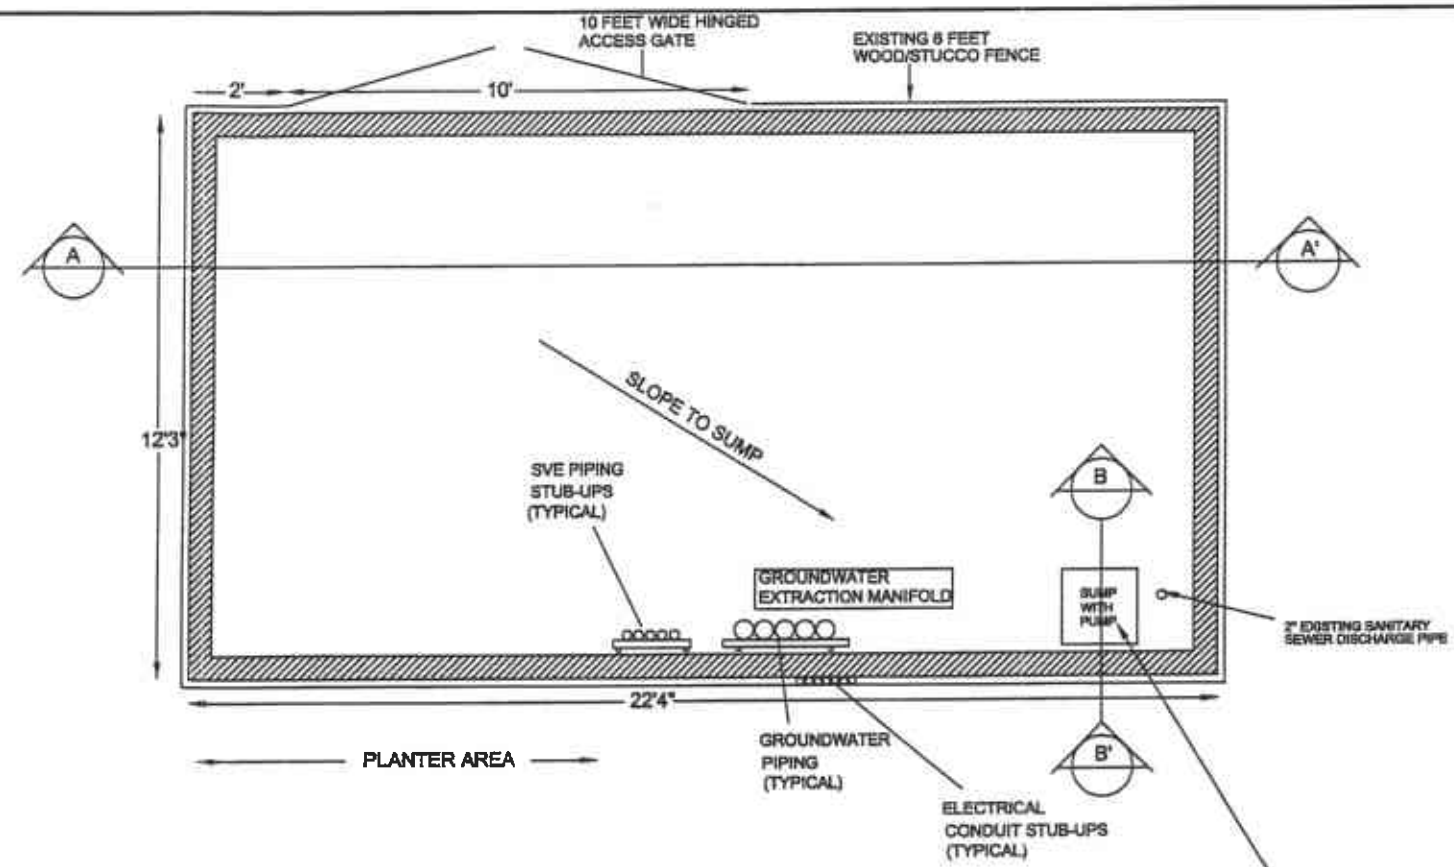 10 FEET WIDE HINGED
ACCESS GATE
EXISTING 6 FEET
WOOD/STUCCO FENCE
2'
10'
A
A'
12'3"
SLOPE TO SUMP
SVE PIPING
STUB-UPS
(TYPICAL)
B
GROUNDWATER
EXTRACTION MANIFOLD
SUMP
WITH
PUMP
2" EXISTING SANITARY
SEWER DISCHARGE PIPE
22'4"
PLANTER AREA
GROUNDWATER
PIPING
(TYPICAL)
B'
ELECTRICAL
CONDUIT STUB-UPS
(TYPICAL)